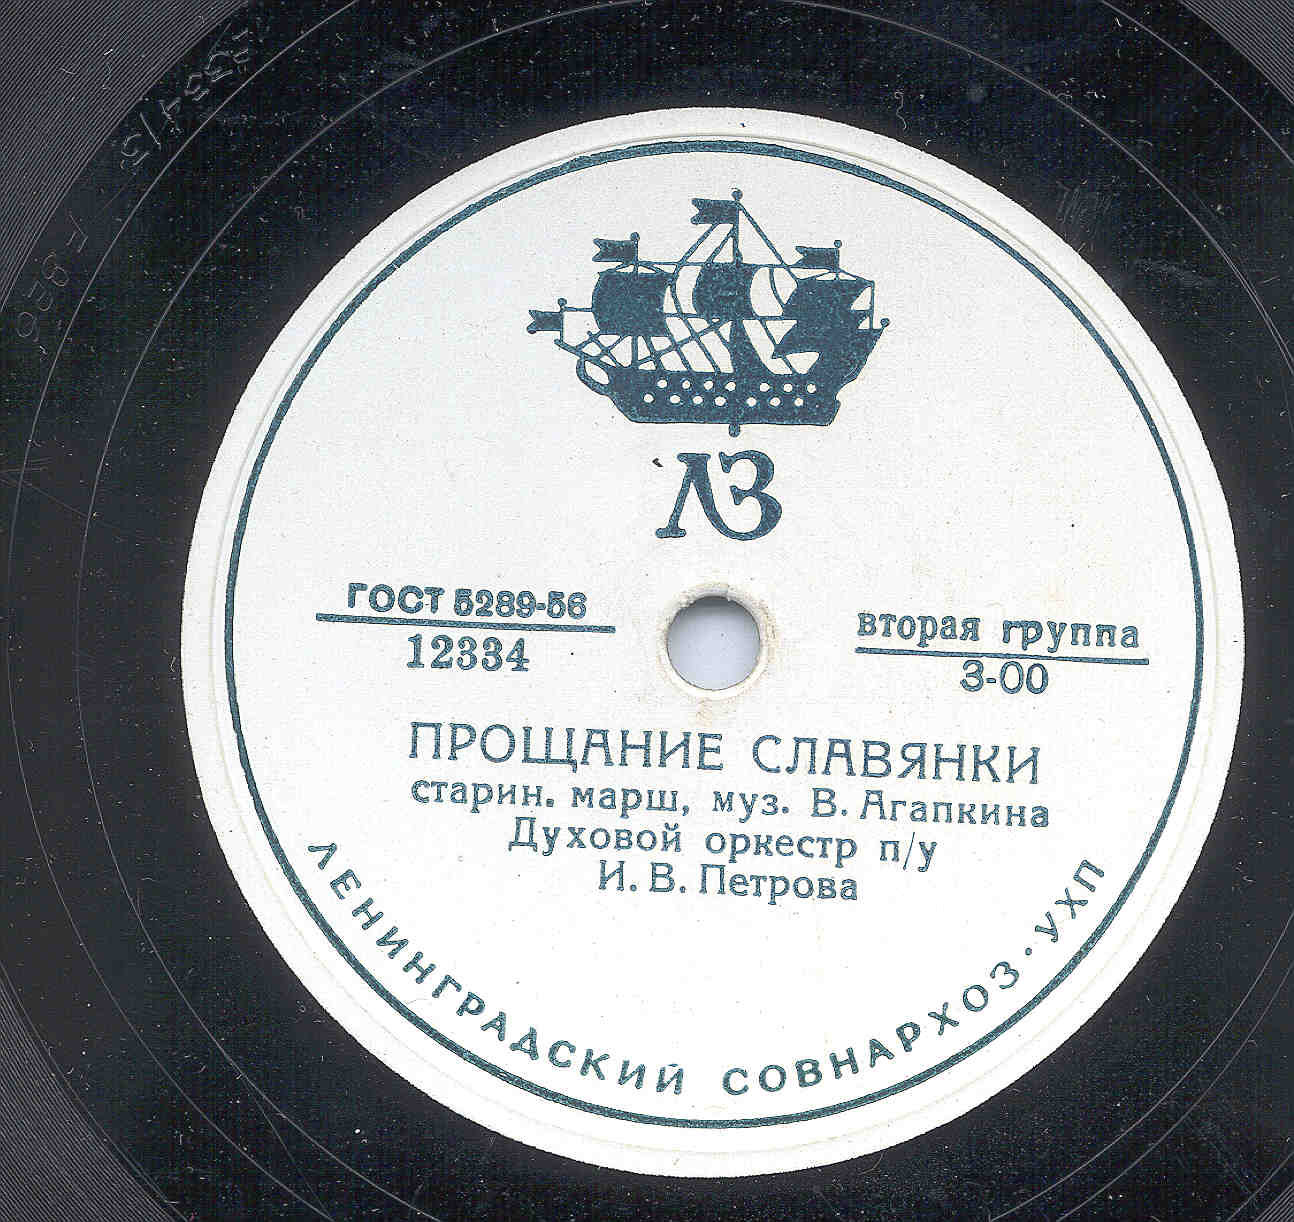 ЛЗ
ГОСТ 5289-56
12334
вторая группа
3-00
ПРОЩАНИЕ СЛАВЯНКИ
старин. марш, муз. В. Агапкина
Духовой оркестр п/у
И. В. Петрова
ЛЕНИНГРАДСКИЙ СОВНАРХОЗ · УХП